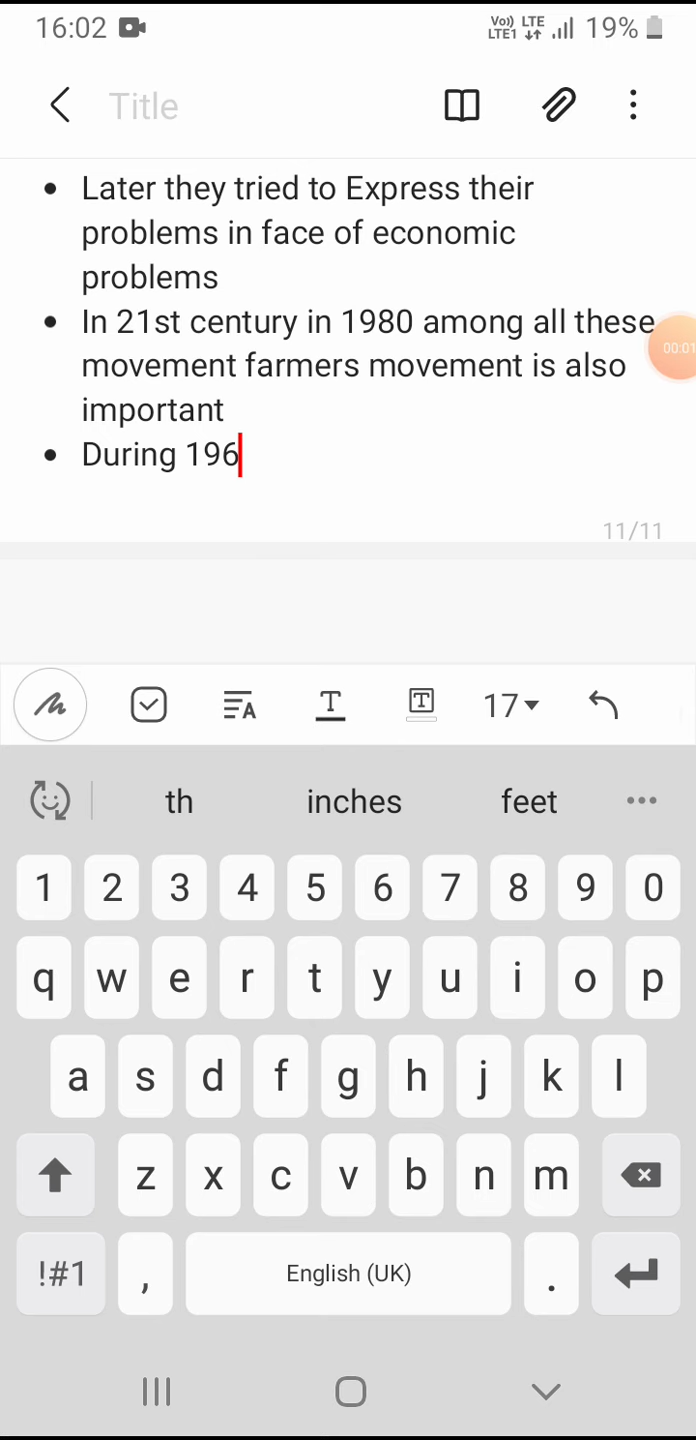 16:02
Vo) LTE
LTE1
19%
Title
Later they tried to Express their
problems in face of economic
problems
In 21st century in 1980 among all these
movement farmers movement is also
important
During 196
00:01
11/11
17
th inches feet
1 2 3 4 5 6 7 8 9 0
q w e r t y u i o p
a s d f g h j k l
z x c v b n m
!#1 , English (UK) .